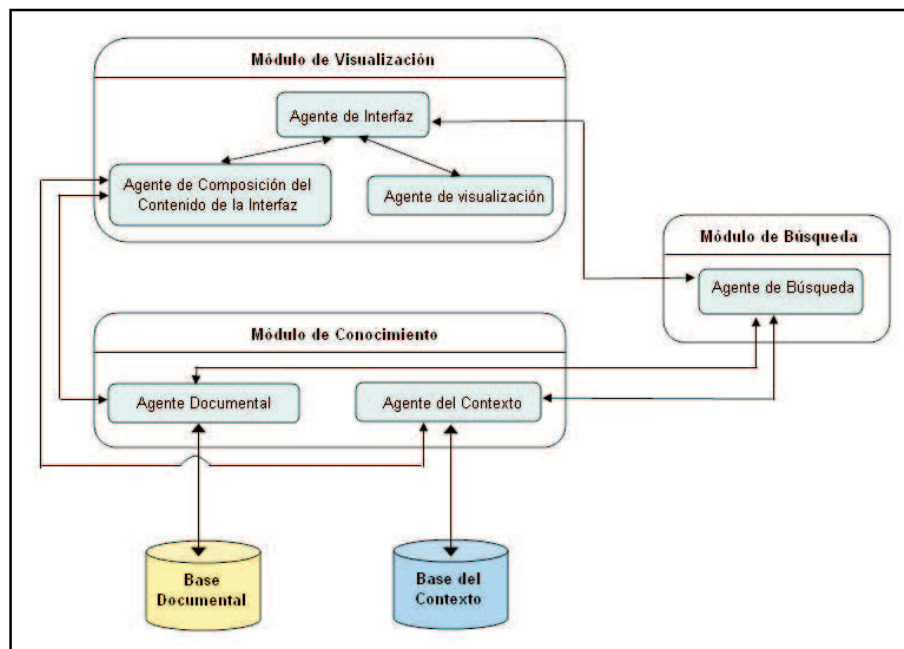 Módulo de Visualización
Agente de Interfaz
Agente de Composición del
Contenido de la Interfaz
Agente de visualización
Módulo de Búsqueda
Agente de Búsqueda
Módulo de Conocimiento
Agente Documental
Agente del Contexto
Base
Documental
Base del
Contexto